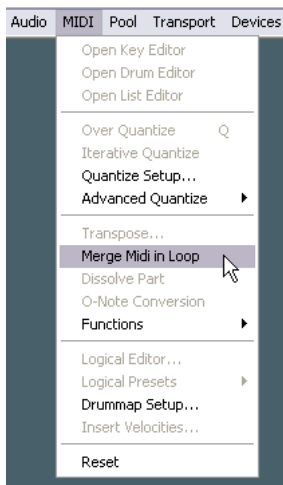 Audio MIDI Pool Transport Devices
Open Key Editor
Open Drum Editor
Open List Editor
Over Quantize Q
Iterative Quantize
Quantize Setup...
Advanced Quantize
Transpose...
Merge Midi in Loop
Dissolve Part
O-Note Conversion
Functions
Logical Editor...
Logical Presets
Drummap Setup...
Insert Velocities...
Reset